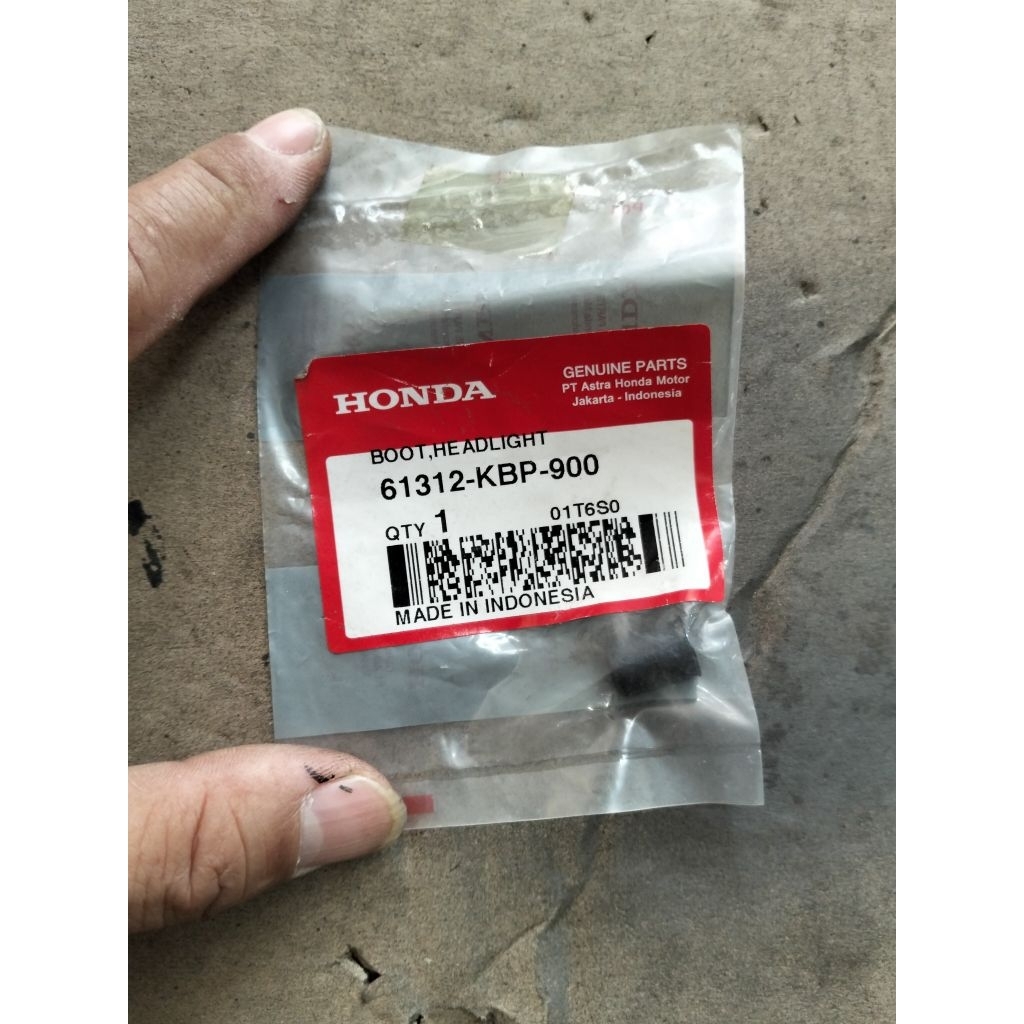 HONDA
GENUINE PARTS
PT Astra Honda Motor
Jakarta - Indonesia
BOOT,HEADLIGHT
61312-KBP-900
QTY 1 01T6S0
MADE IN INDONESIA